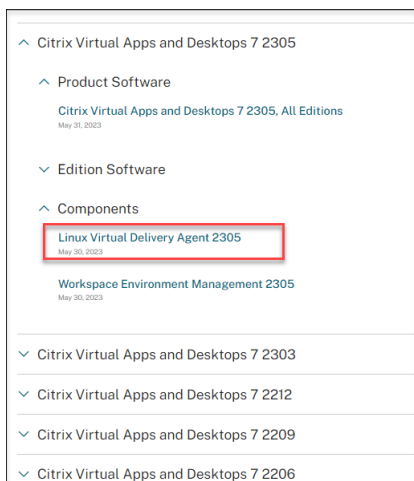 Citrix Virtual Apps and Desktops 7 2305
Product Software
Citrix Virtual Apps and Desktops 7 2305, All Editions
May 31, 2023
Edition Software
Components
Linux Virtual Delivery Agent 2305
May 30, 2023
Workspace Environment Management 2305
May 30, 2023
Citrix Virtual Apps and Desktops 7 2303
Citrix Virtual Apps and Desktops 7 2212
Citrix Virtual Apps and Desktops 7 2209
Citrix Virtual Apps and Desktops 7 2206